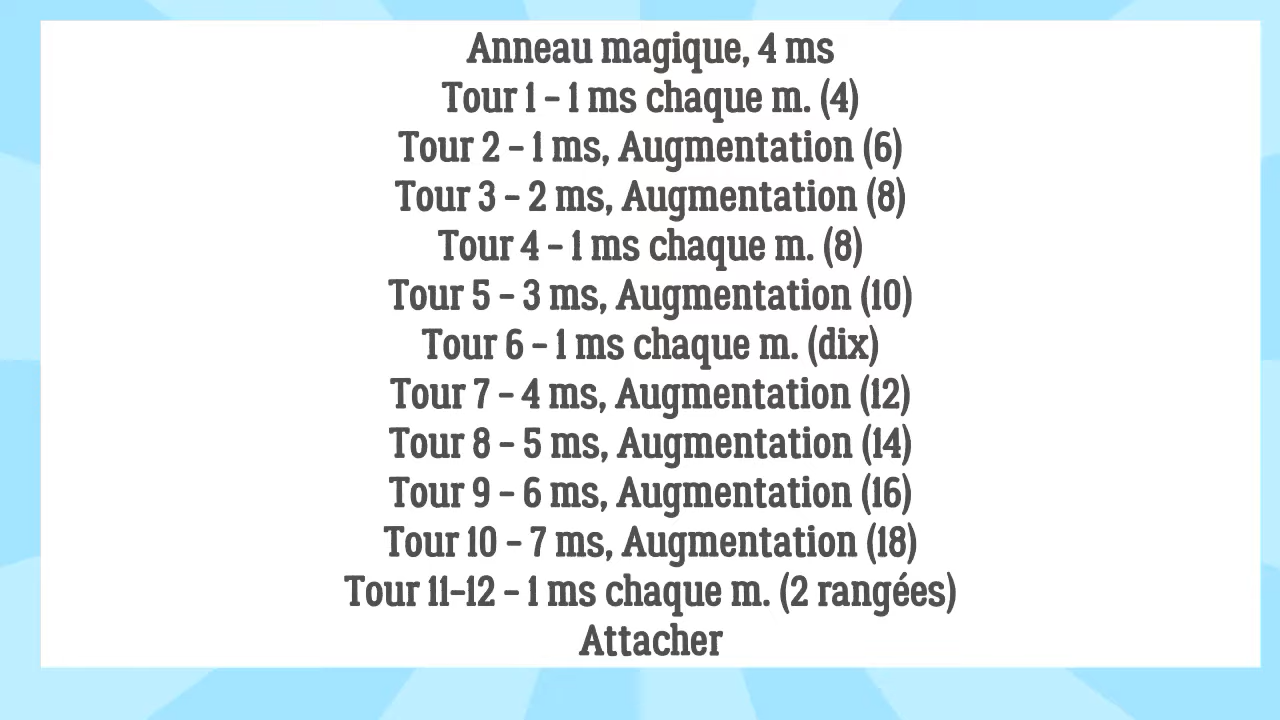 Anneau magique, 4 ms
Tour 1 - 1 ms chaque m. (4)
Tour 2 - 1 ms, Augmentation (6)
Tour 3 - 2 ms, Augmentation (8)
Tour 4 - 1 ms chaque m. (8)
Tour 5 - 3 ms, Augmentation (10)
Tour 6 - 1 ms chaque m. (dix)
Tour 7 - 4 ms, Augmentation (12)
Tour 8 - 5 ms, Augmentation (14)
Tour 9 - 6 ms, Augmentation (16)
Tour 10 - 7 ms, Augmentation (18)
Tour 11-12 - 1 ms chaque m. (2 rangées)
Attacher